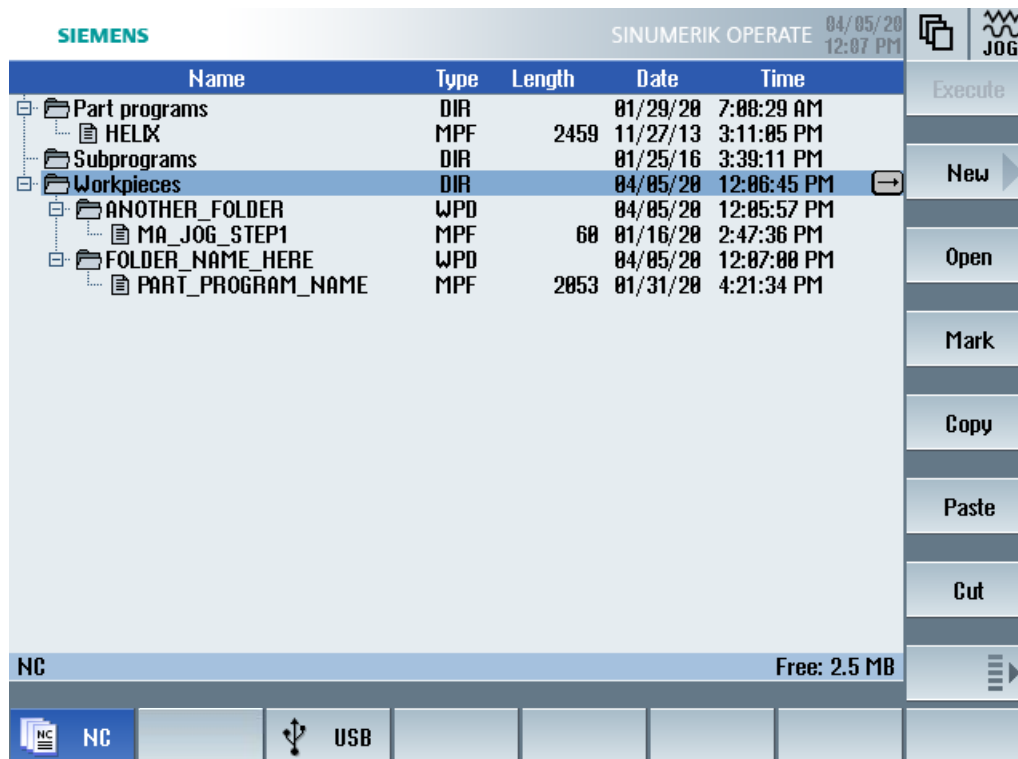 SIEMENS
SINUMERIK OPERATE 04/05/20 12:07 PM
JOG
Name Type Length Date Time
Part programs DIR 01/29/20 7:08:29 AM
HELIX MPF 2459 11/27/13 3:11:05 PM
Subprograms DIR 01/25/16 3:39:11 PM
Workpieces DIR 04/05/20 12:06:45 PM
ANOTHER_FOLDER WPD 04/05/20 12:05:57 PM
MA_JOG_STEP1 MPF 60 01/16/20 2:47:36 PM
FOLDER_NAME_HERE WPD 04/05/20 12:07:00 PM
PART_PROGRAM_NAME MPF 2053 01/31/20 4:21:34 PM
Execute
New
Open
Mark
Copy
Paste
Cut
NC Free: 2.5 MB
NC NC USB